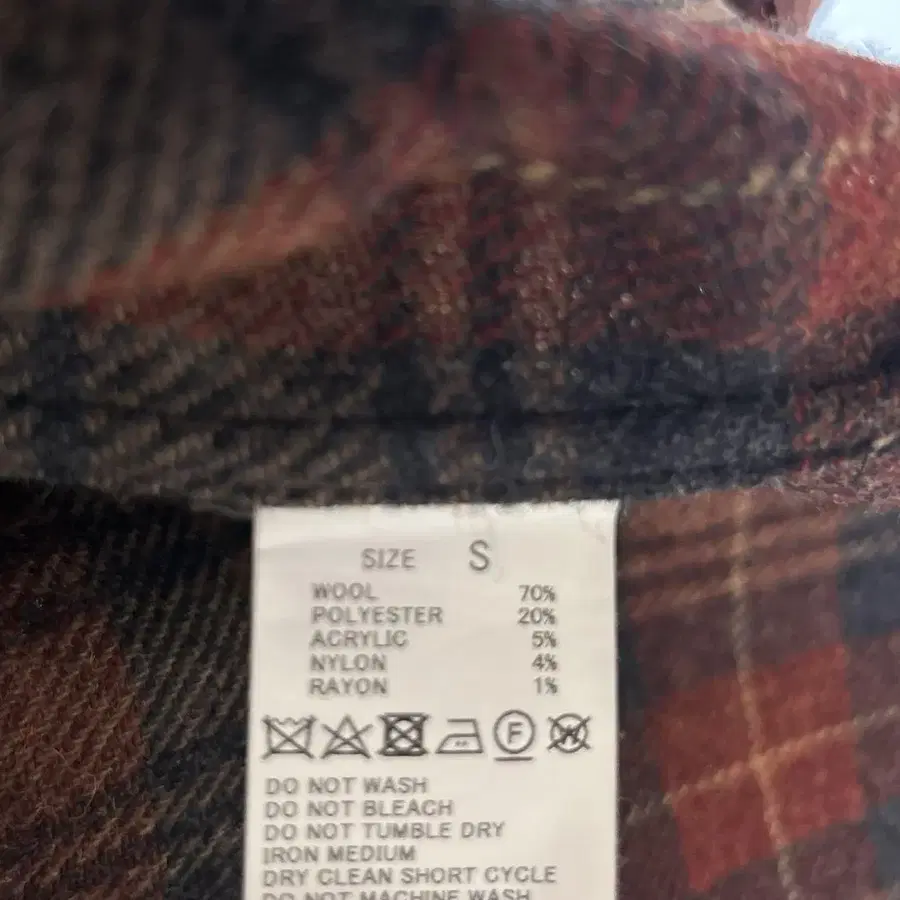 SIZE S
WOOL 70%
POLYESTER 20%
ACRYLIC 5%
NYLON 4%
RAYON 1%
F W
DO NOT WASH
DO NOT BLEACH
DO NOT TUMBLE DRY
IRON MEDIUM
DRY CLEAN SHORT CYCLE
DO NOT MACHINE WASH